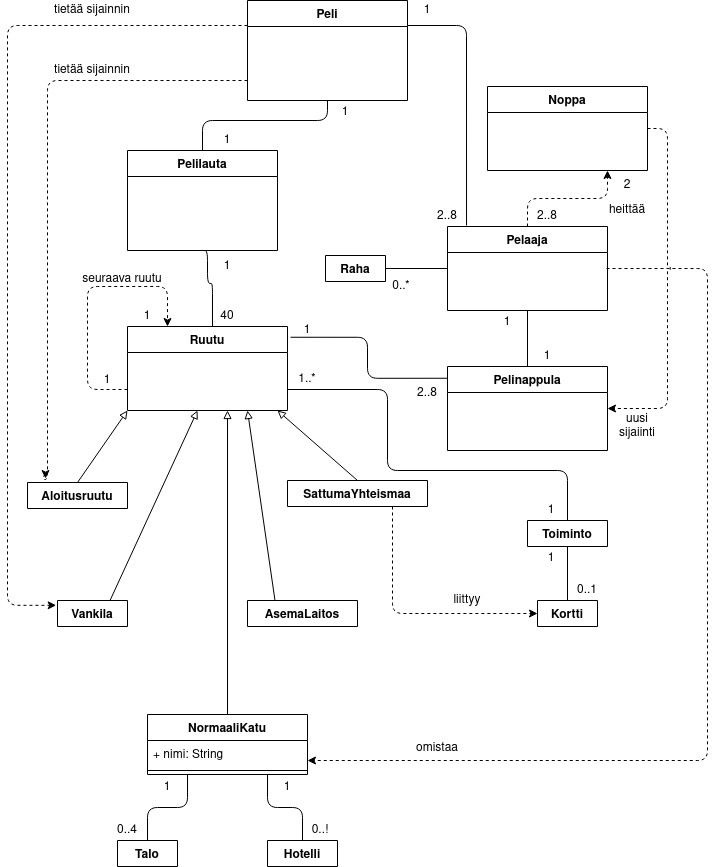 tietää sijainnin
Peli
1
tietää sijainnin
1
Noppa
1
Pelilauta
2
heittää
2..8
2..8
Pelaaja
1
Raha
0..*
seuraava ruutu
1
40
1
1
Ruutu
1
1
1..*
2..8
Pelinappula
uusi
sijaiinti
Aloitusruutu
SattumaYhteismaa
1
Toiminto
1
0..1
Vankila
AsemaLaitos
liittyy
Kortti
NormaaliKatu
+ nimi: String
omistaa
1
1
0..4
0..!
Talo
Hotelli